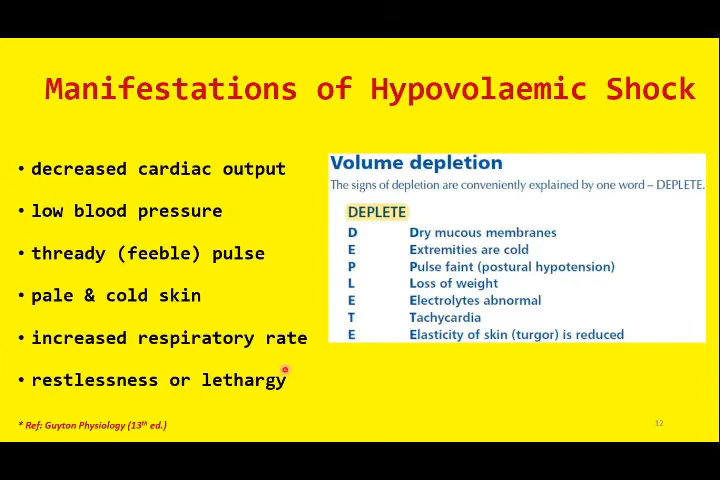 Manifestations of Hypovolaemic Shock
• decreased cardiac output
• low blood pressure
• thready (feeble) pulse
• pale & cold skin
• increased respiratory rate
• restlessness or lethargy
Volume depletion
The signs of depletion are conveniently explained by one word – DEPLETE.
DEPLETE
D Dry mucous membranes
E Extremities are cold
P Pulse faint (postural hypotension)
L Loss of weight
E Electrolytes abnormal
T Tachycardia
E Elasticity of skin (turgor) is reduced
* Ref: Guyton Physiology (13th ed.)
12